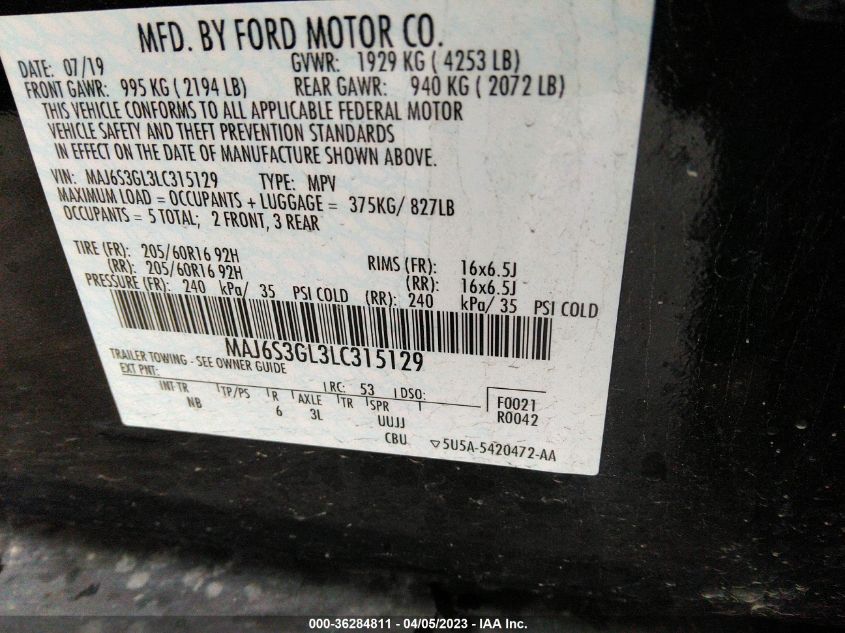 MFD. BY FORD MOTOR CO.
DATE: 07/19 GVWR: 1929 KG ( 4253 LB)
FRONT GAWR: 995 KG ( 2194 LB) REAR GAWR: 940 KG ( 2072 LB)
THIS VEHICLE CONFORMS TO ALL APPLICABLE FEDERAL MOTOR
VEHICLE SAFETY AND THEFT PREVENTION STANDARDS
IN EFFECT ON THE DATE OF MANUFACTURE SHOWN ABOVE.
VIN: MAJ6S3GL3LC315129 TYPE: MPV
MAXIMUM LOAD = OCCUPANTS + LUGGAGE = 375KG/ 827LB
OCCUPANTS = 5 TOTAL; 2 FRONT, 3 REAR
TIRE (FR): 205/60R16 92H RIMS (FR): 16x6.5J
(RR): 205/60R16 92H (RR): 16x6.5J
PRESSURE (FR): 240 kPa/ 35 PSI COLD (RR): 240 kPa/ 35 PSI COLD
MAJ6S3GL3LC315129
TRAILER TOWING - SEE OWNER GUIDE
EXT PNT: RC: 53 DSO:
INT TR TP/PS R AXLE TR SPR F0021
NB 6 3L UUJJ R0042
CBU ▽5U5A-5420472-AA
000-36284811 - 04/05/2023 - IAA Inc.